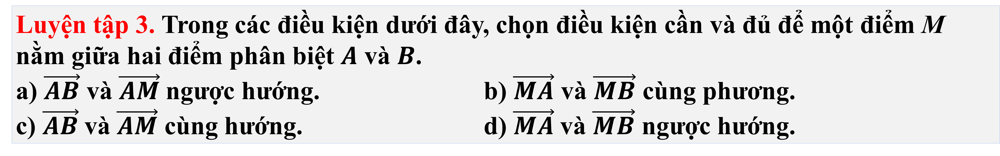 Luyện tập 3. Trong các điều kiện dưới đây, chọn điều kiện cần và đủ để một điểm M
nằm giữa hai điểm phân biệt A và B.
a) $\overrightarrow{AB}$ và $\overrightarrow{AM}$ ngược hướng. b) $\overrightarrow{MA}$ và $\overrightarrow{MB}$ cùng phương.
c) $\overrightarrow{AB}$ và $\overrightarrow{AM}$ cùng hướng. d) $\overrightarrow{MA}$ và $\overrightarrow{MB}$ ngược hướng.